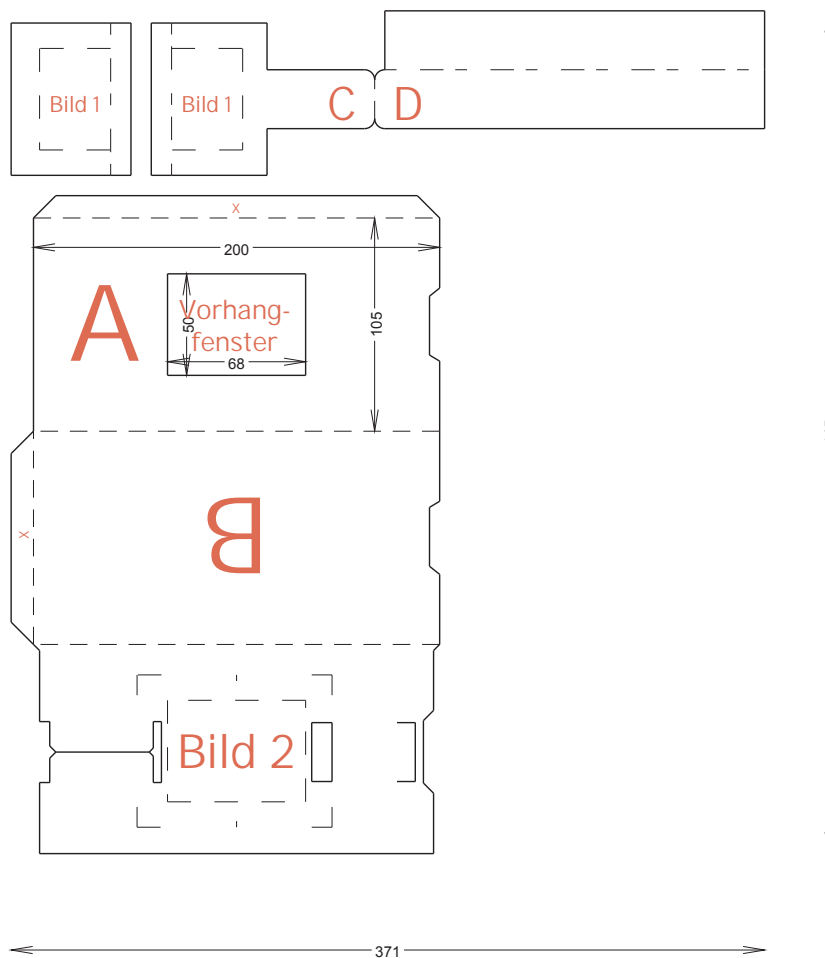 Bild 1
Bild 1
C
D
X
200
A
Vorhang-
fenster
50
68
105
X
B
Bild 2
371